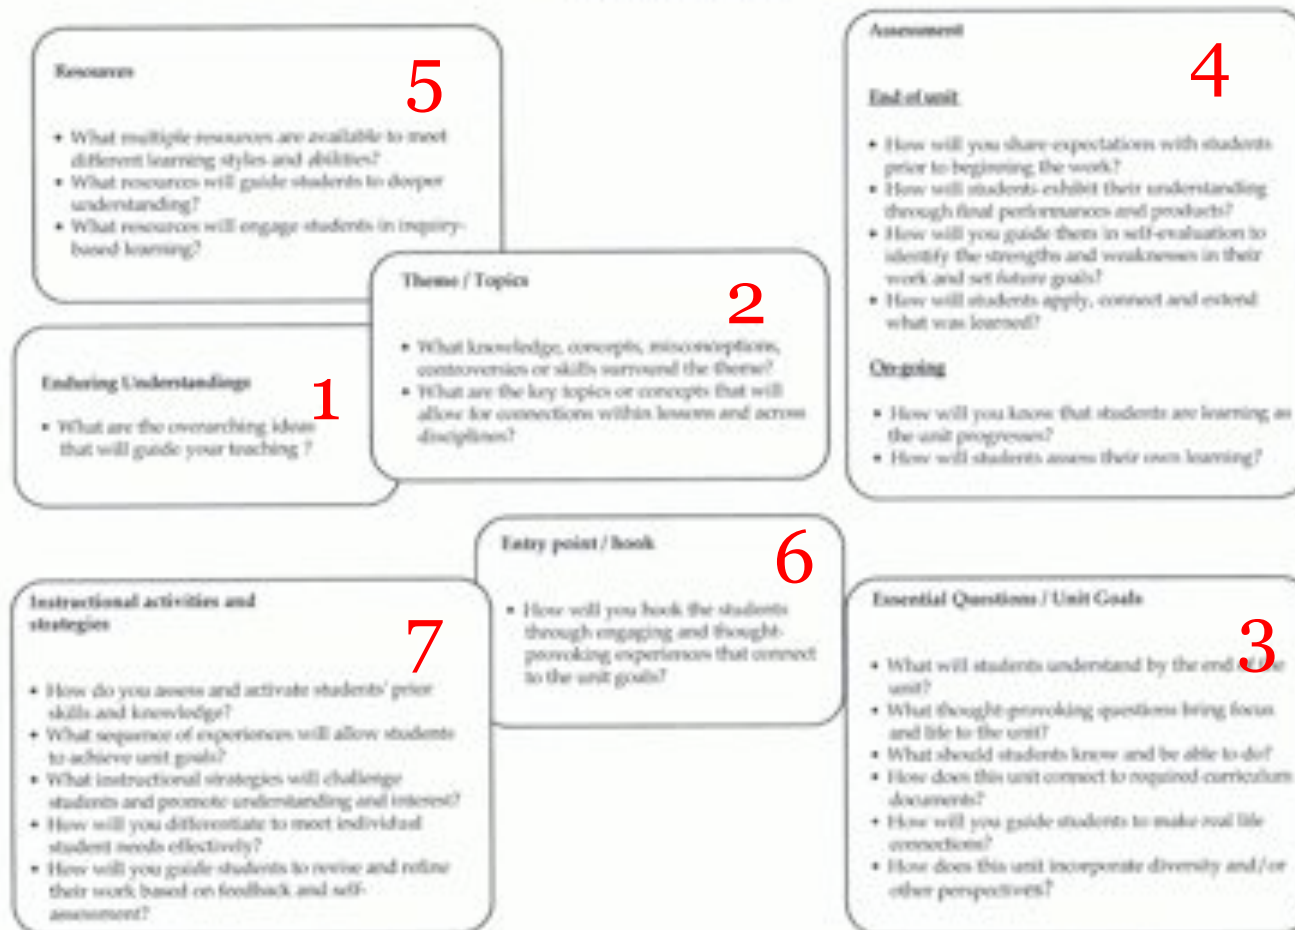 Resources
5
• What multiple resources are available to meet
different learning styles and abilities?
• What resources will guide students to deeper
understanding?
• What resources will engage students in inquiry-
based learning?
Enduring Understandings
1
• What are the overarching ideas
that will guide your teaching ?
Theme / Topics
2
• What knowledge, concepts, misconceptions,
controversies or skills surround the theme?
• What are the key topics or concepts that will
allow for connections within lessons and across
disciplines?
Assessment
4
End of unit
• How will you share expectations with students
prior to beginning the work?
• How will students exhibit their understanding
through final performances and products?
• How will you guide them in self-evaluation to
identify the strengths and weaknesses in their
work and set future goals?
• How will students apply, connect and extend
what was learned?
On-going
• How will you know that students are learning as
the unit progresses?
• How will students assess their own learning?
Entry point / hook
6
• How will you hook the students
through engaging and thought-
provoking experiences that connect
to the unit goals?
Instructional activities and
strategies
7
• How do you assess and activate students' prior
skills and knowledge?
• What sequence of experiences will allow students
to achieve unit goals?
• What instructional strategies will challenge
students and promote understanding and interest?
• How will you differentiate to meet individual
student needs effectively?
• How will you guide students to revise and refine
their work based on feedback and self-
assessment?
Essential Questions / Unit Goals
3
• What will students understand by the end of the
unit?
• What thought-provoking questions bring focus
and life to the unit?
• What should students know and be able to do?
• How does this unit connect to required curriculum
documents?
• How will you guide students to make real life
connections?
• How does this unit incorporate diversity and/or
other perspectives?